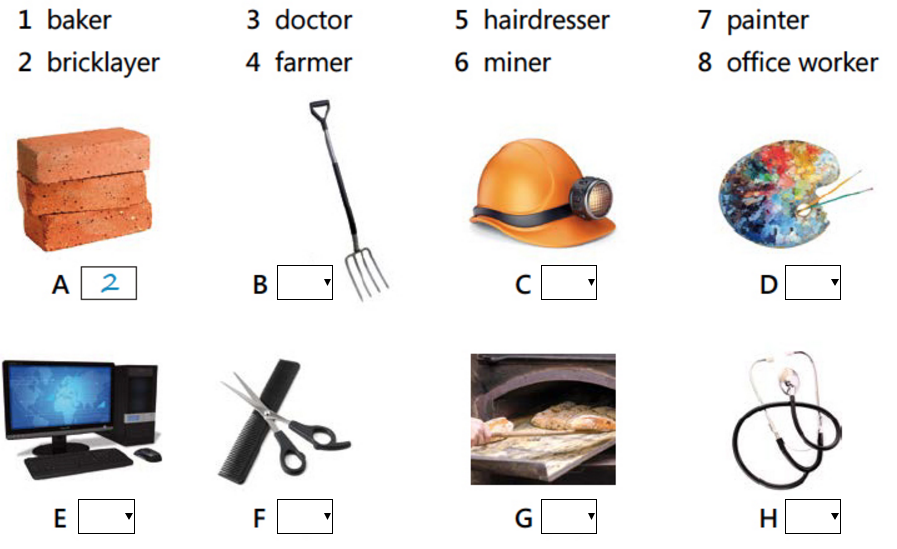 1 baker 3 doctor 5 hairdresser 7 painter
2 bricklayer 4 farmer 6 miner 8 office worker
A 2 B C D
E F G H